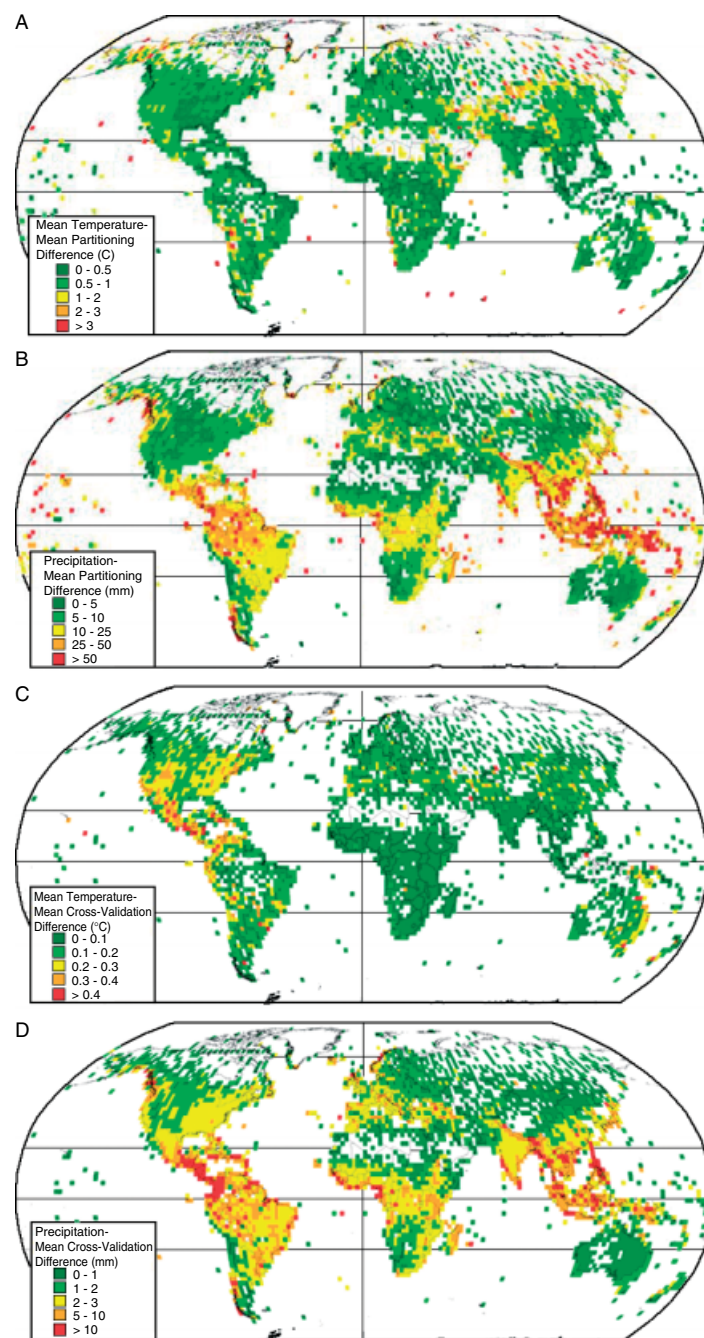 A
Mean Temperature-
Mean Partitioning
Difference (C)
0 - 0.5
0.5 - 1
1 - 2
2 - 3
> 3
B
Precipitation-
Mean Partitioning
Difference (mm)
0 - 5
5 - 10
10 - 25
25 - 50
> 50
C
Mean Temperature-
Mean Cross-Validation
Difference (°C)
0 - 0.1
0.1 - 0.2
0.2 - 0.3
0.3 - 0.4
> 0.4
D
Precipitation-
Mean Cross-Validation
Difference (mm)
0 - 1
1 - 2
2 - 3
5 - 10
> 10